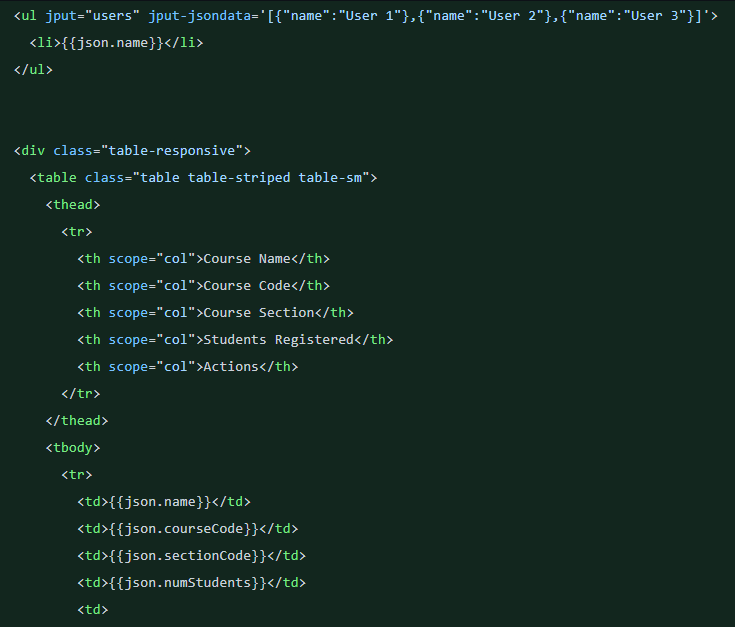 <ul jput="users" jput-jsondata='[{"name":"User 1"},{"name":"User 2"},{"name":"User 3"}]'>
  <li>{{json.name}}</li>
</ul>

<div class="table-responsive">
  <table class="table table-striped table-sm">
    <thead>
      <tr>
        <th scope="col">Course Name</th>
        <th scope="col">Course Code</th>
        <th scope="col">Course Section</th>
        <th scope="col">Students Registered</th>
        <th scope="col">Actions</th>
      </tr>
    </thead>
    <tbody>
      <tr>
        <td>{{json.name}}</td>
        <td>{{json.courseCode}}</td>
        <td>{{json.sectionCode}}</td>
        <td>{{json.numStudents}}</td>
        <td>